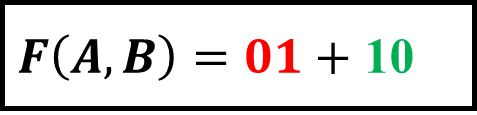 F(A, B) = 01 + 10